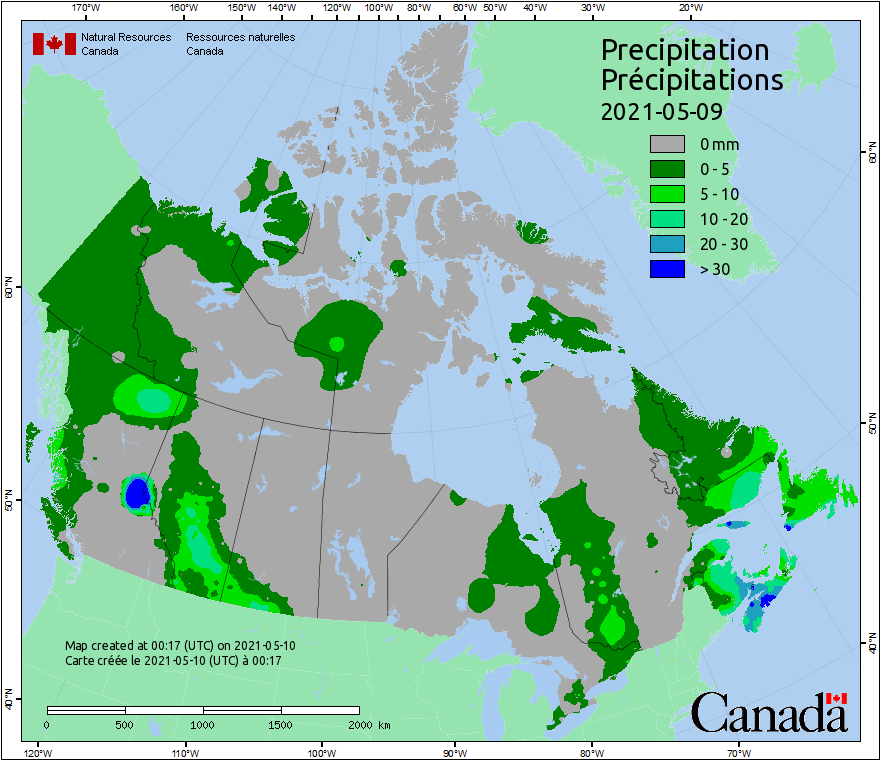 170°W 160°W 150°W 140°W 120°W 100°W 80°W 60°W 50°W 40°W 30°W 20°W
Natural Resources Ressources naturelles
Canada Canada
Precipitation
Précipitations
2021-05-09
0 mm
0 - 5
5 - 10
10 - 20
20 - 30
> 30
60°N
60°N
50°N
50°N
40°N
40°N
Map created at 00:17 (UTC) on 2021-05-10
Carte créée le 2021-05-10 (UTC) à 00:17
0 500 1000 1500 2000 km
Canada
120°W 110°W 100°W 90°W 80°W 70°W